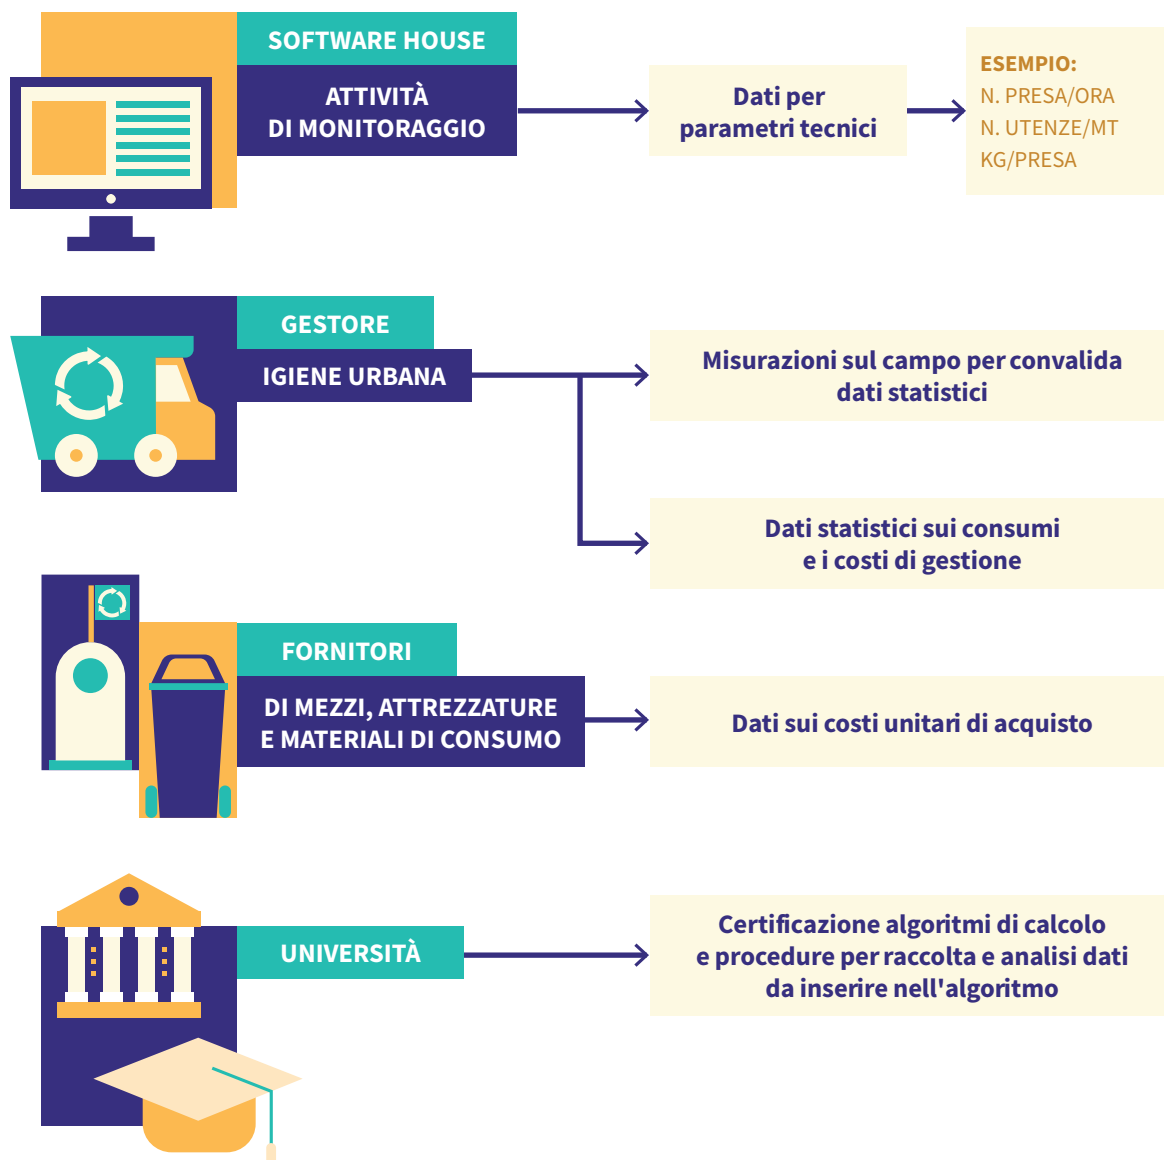 SOFTWARE HOUSE
ATTIVITÀ
DI MONITORAGGIO
Dati per
parametri tecnici
ESEMPIO:
N. PRESA/ORA
N. UTENZE/MT
KG/PRESA
GESTORE
IGIENE URBANA
Misurazioni sul campo per convalida
dati statistici
Dati statistici sui consumi
e i costi di gestione
FORNITORI
DI MEZZI, ATTREZZATURE
E MATERIALI DI CONSUMO
Dati sui costi unitari di acquisto
UNIVERSITÀ
Certificazione algoritmi di calcolo
e procedure per raccolta e analisi dati
da inserire nell'algoritmo